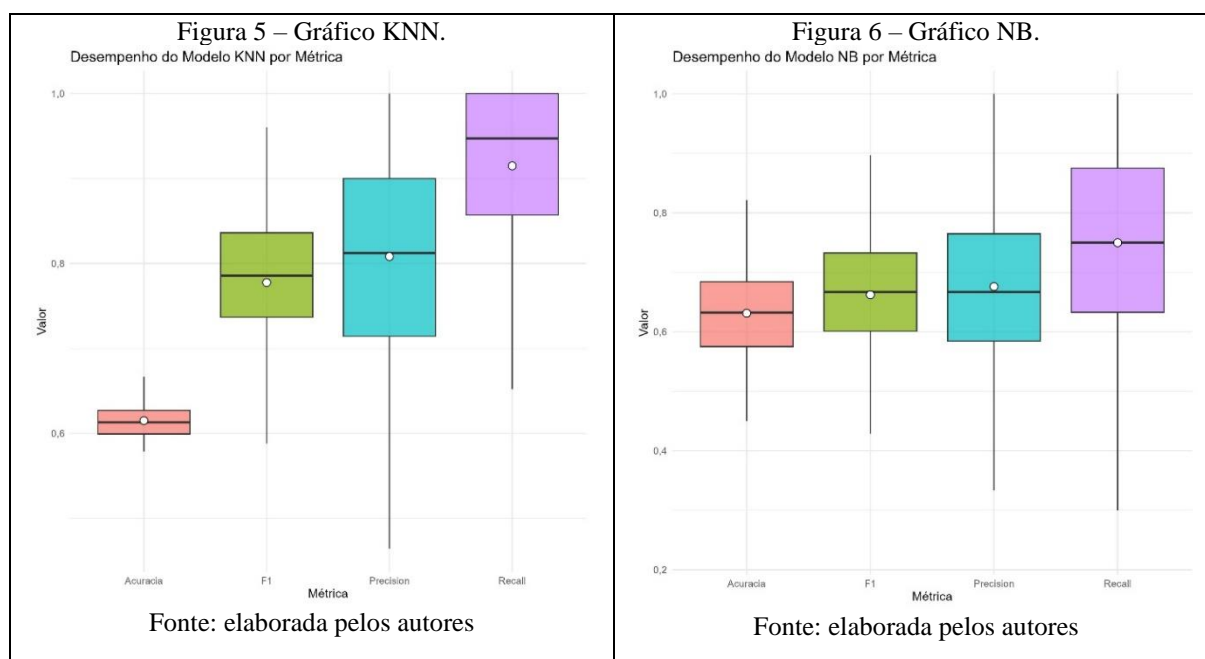 Figura 5 – Gráfico KNN.
Desempenho do Modelo KNN por Métrica
1,0
0,8
0,6
Valor
Acuracia
F1
Precision
Recall
Métrica
Fonte: elaborada pelos autores
Figura 6 – Gráfico NB.
Desempenho do Modelo NB por Métrica
1,0
0,8
0,6
0,4
0,2
Valor
Acuracia
F1
Precision
Recall
Métrica
Fonte: elaborada pelos autores